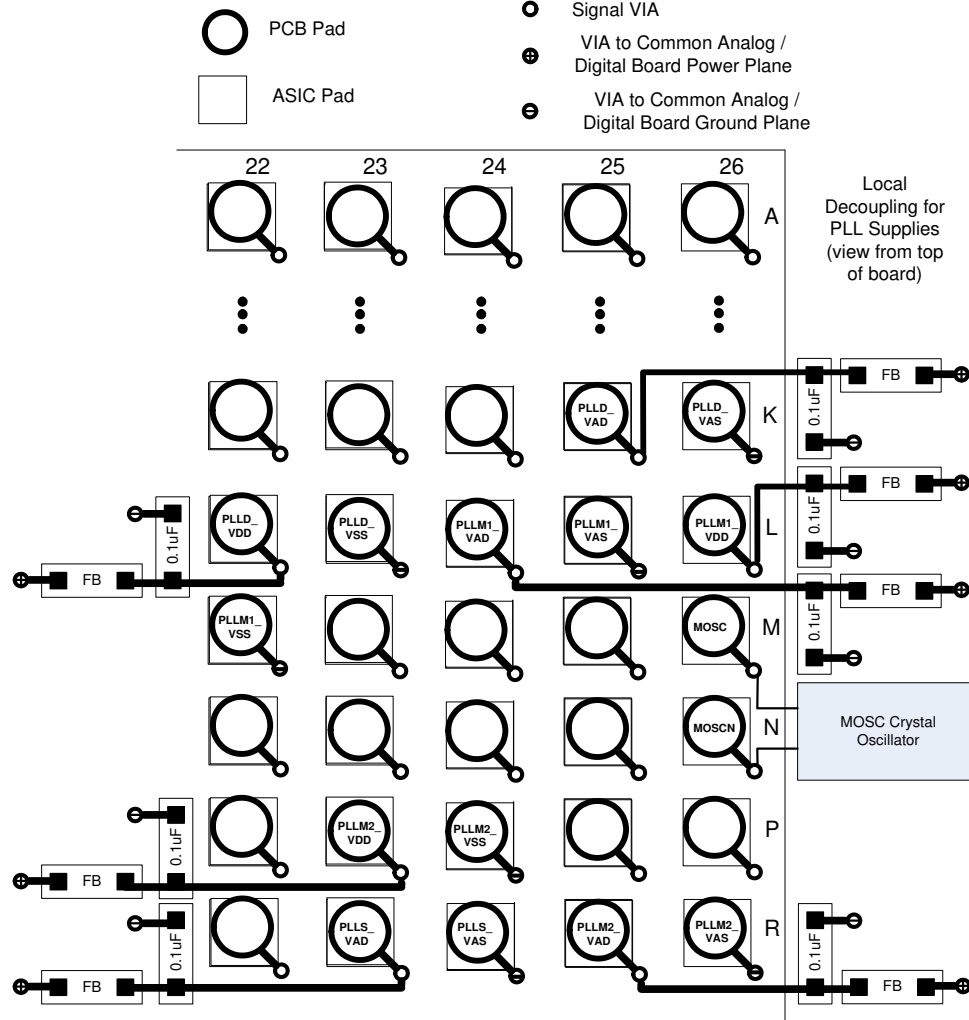 PCB Pad
ASIC Pad
Signal VIA
VIA to Common Analog /
Digital Board Power Plane
VIA to Common Analog /
Digital Board Ground Plane
22 23 24 25 26
A
Local
Decoupling for
PLL Supplies
(view from top
of board)
PLLD_
VAD
PLLD_
VAS
K
0.1uF
FB
PLLD_
VDD
PLLD_
VSS
PLLM1_
VAD
PLLM1_
VAS
PLLM1_
VDD
L
0.1uF
FB
0.1uF
FB
PLLM1_
VSS
MOSC
M
0.1uF
FB
MOSCN
N
MOSC Crystal
Oscillator
0.1uF
FB
PLLM2_
VDD
PLLM2_
VSS
P
0.1uF
FB
PLLS_
VAD
PLLS_
VAS
PLLM2_
VAD
PLLM2_
VAS
R
0.1uF
FB